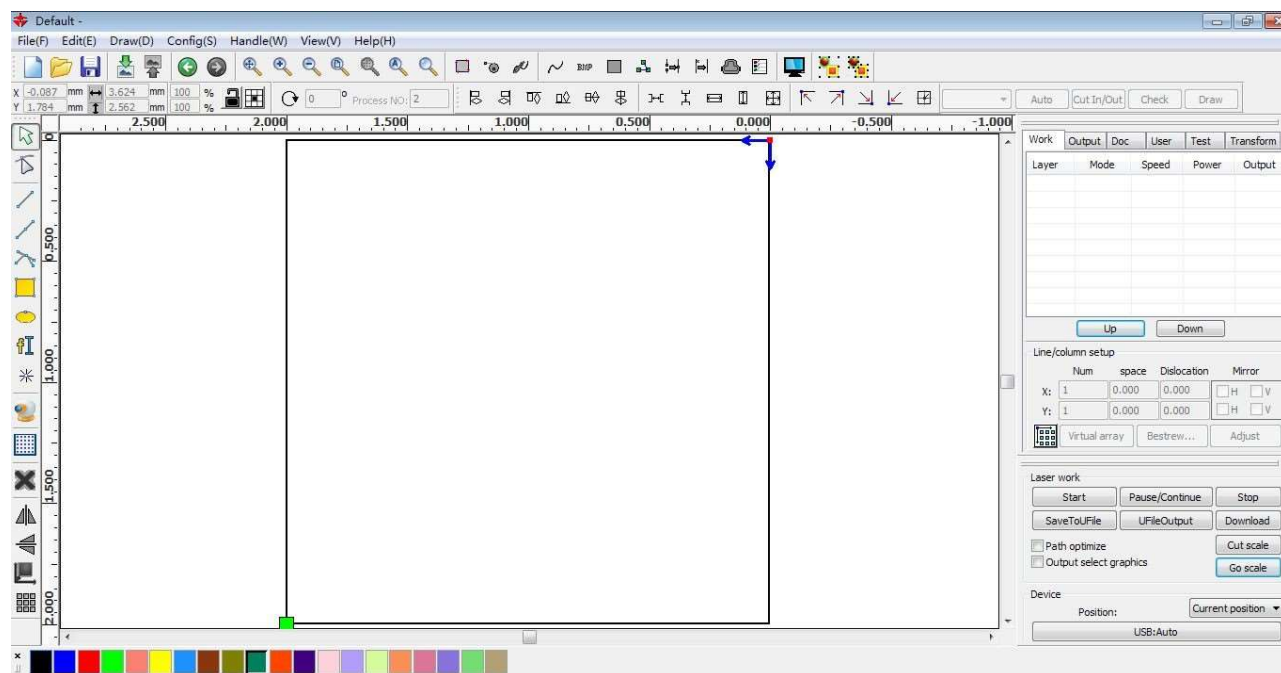 Default -
File(F) Edit(E) Draw(D) Config(S) Handle(W) View(V) Help(H)
BMP
X -0.087 mm 3.624 mm 100 %
Y 1.784 mm 2.562 mm 100 %
0 ° Process NO: 2
Auto Cut In/Out Check Draw
2.500 2.000 1.500 1.000 0.500 0.000 -0.500 -1.000
0
0.500
1.000
1.500
2.000
Work Output Doc User Test Transform
Layer Mode Speed Power Output
Up Down
Line/column setup
Num space Dislocation Mirror
X: 1 0.000 0.000 H V
Y: 1 0.000 0.000 H V
Virtual array Bestrew... Adjust
Laser work
Start Pause/Continue Stop
SaveToUFile UFileOutput Download
Path optimize Cut scale
Output select graphics Go scale
Device
Position: Current position
USB:Auto